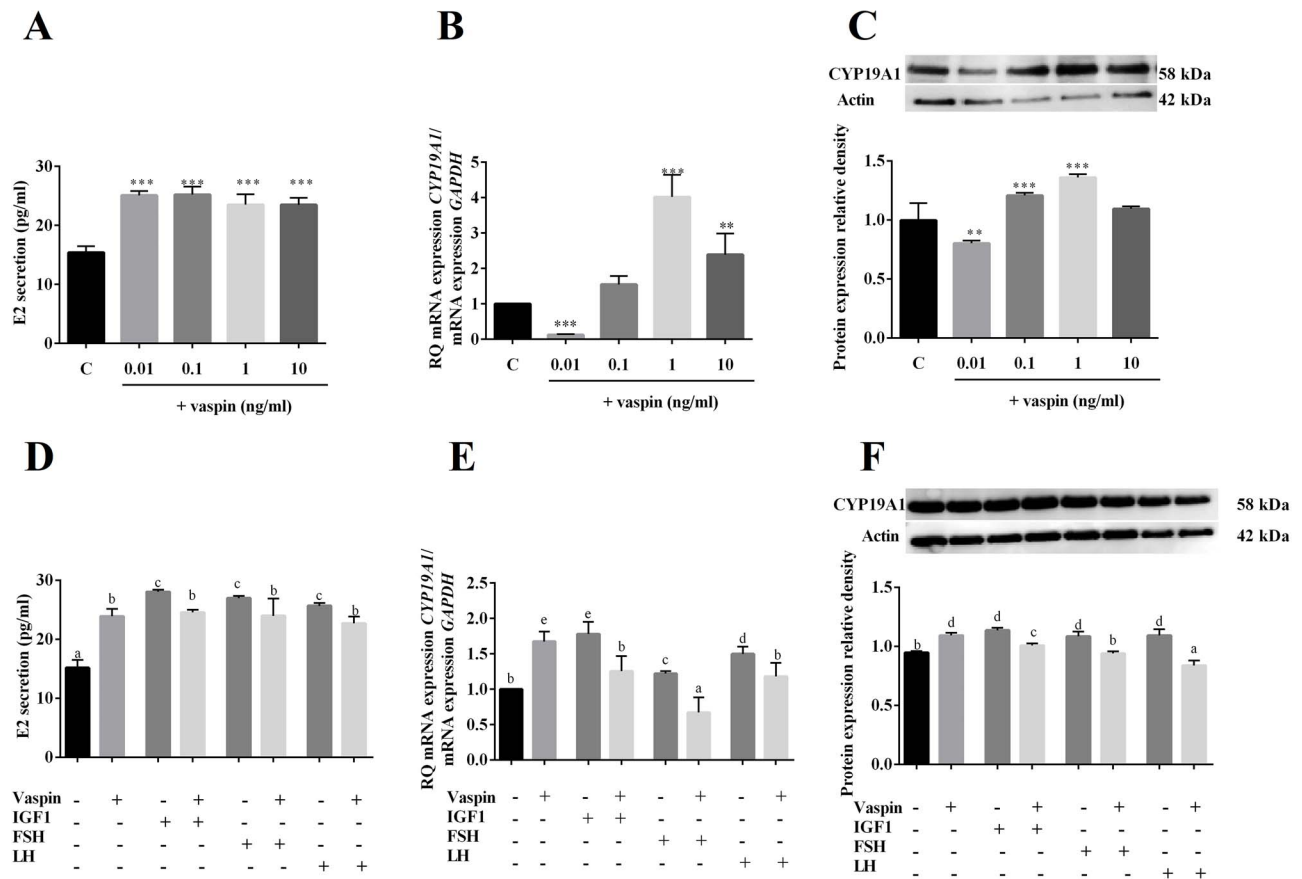 A
E2 secretion (pg/ml)
30
20
10
0
***
***
***
***
C
0.01
0.1
1
10
+ vaspin (ng/ml)
B
RQ mRNA expression CYP19A1/
mRNA expression GAPDH
5
4
3
2
1
0
***
***
**
C
0.01
0.1
1
10
+ vaspin (ng/ml)
C
CYP19A1
58 kDa
Actin
42 kDa
Protein expression relative density
1.5
1.0
0.5
0.0
**
***
***
C
0.01
0.1
1
10
+ vaspin (ng/ml)
D
E2 secretion (pg/ml)
30
20
10
0
a
b
c
b
c
b
c
b
Vaspin - + - + - + - +
IGF1 - - + + - - - -
FSH - - - - + + - -
LH - - - - - - + +
E
RQ mRNA expression CYP19A1/
mRNA expression GAPDH
2.5
2.0
1.5
1.0
0.5
0.0
b
e
e
b
c
a
d
b
Vaspin - + - + - + - +
IGF1 - - + + - - - -
FSH - - - - + + - -
LH - - - - - - + +
F
CYP19A1
58 kDa
Actin
42 kDa
Protein expression relative density
1.5
1.0
0.5
0.0
b
d
d
c
d
b
d
a
Vaspin - + - + - + - +
IGF1 - - + + - - - -
FSH - - - - + + - -
LH - - - - - - + +